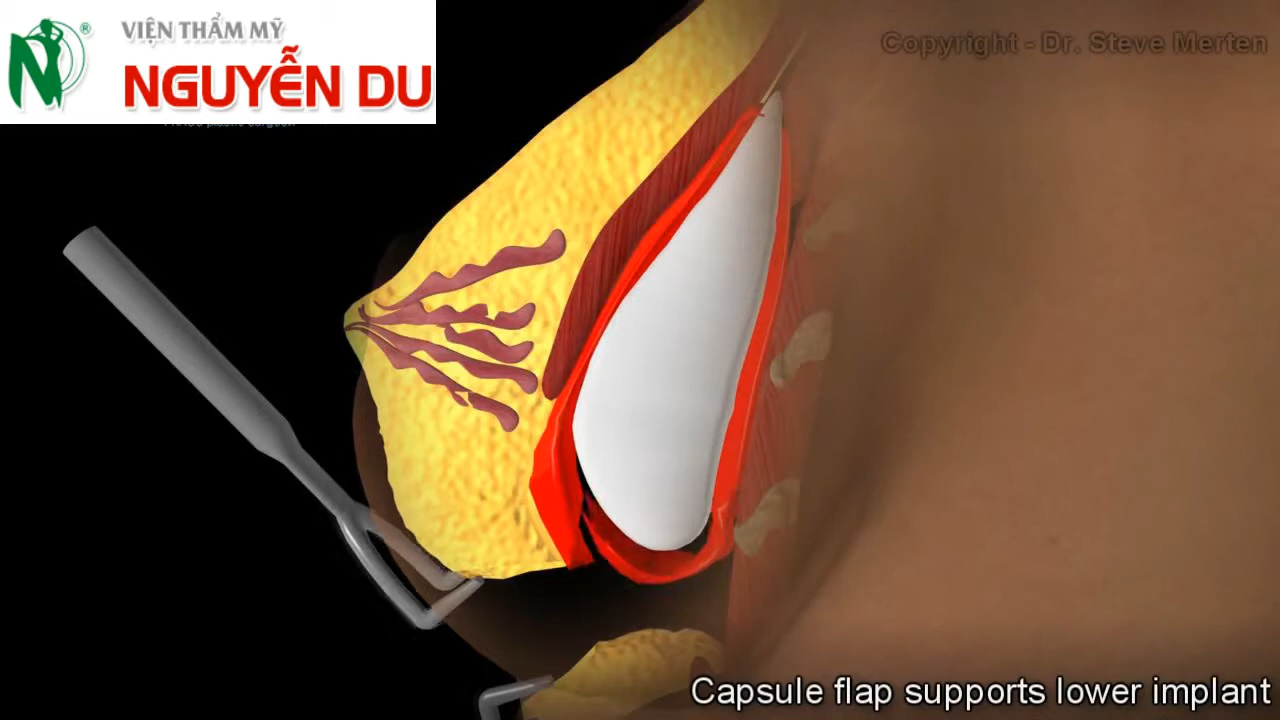 VIỆN THẨM MỸ
NGUYỄN DU
®
Copyright - Dr. Steve Merten
Capsule flap supports lower implant